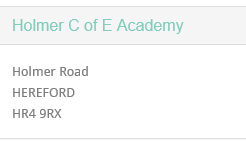 Holmer C of E Academy
Holmer Road
HEREFORD
HR4 9RX